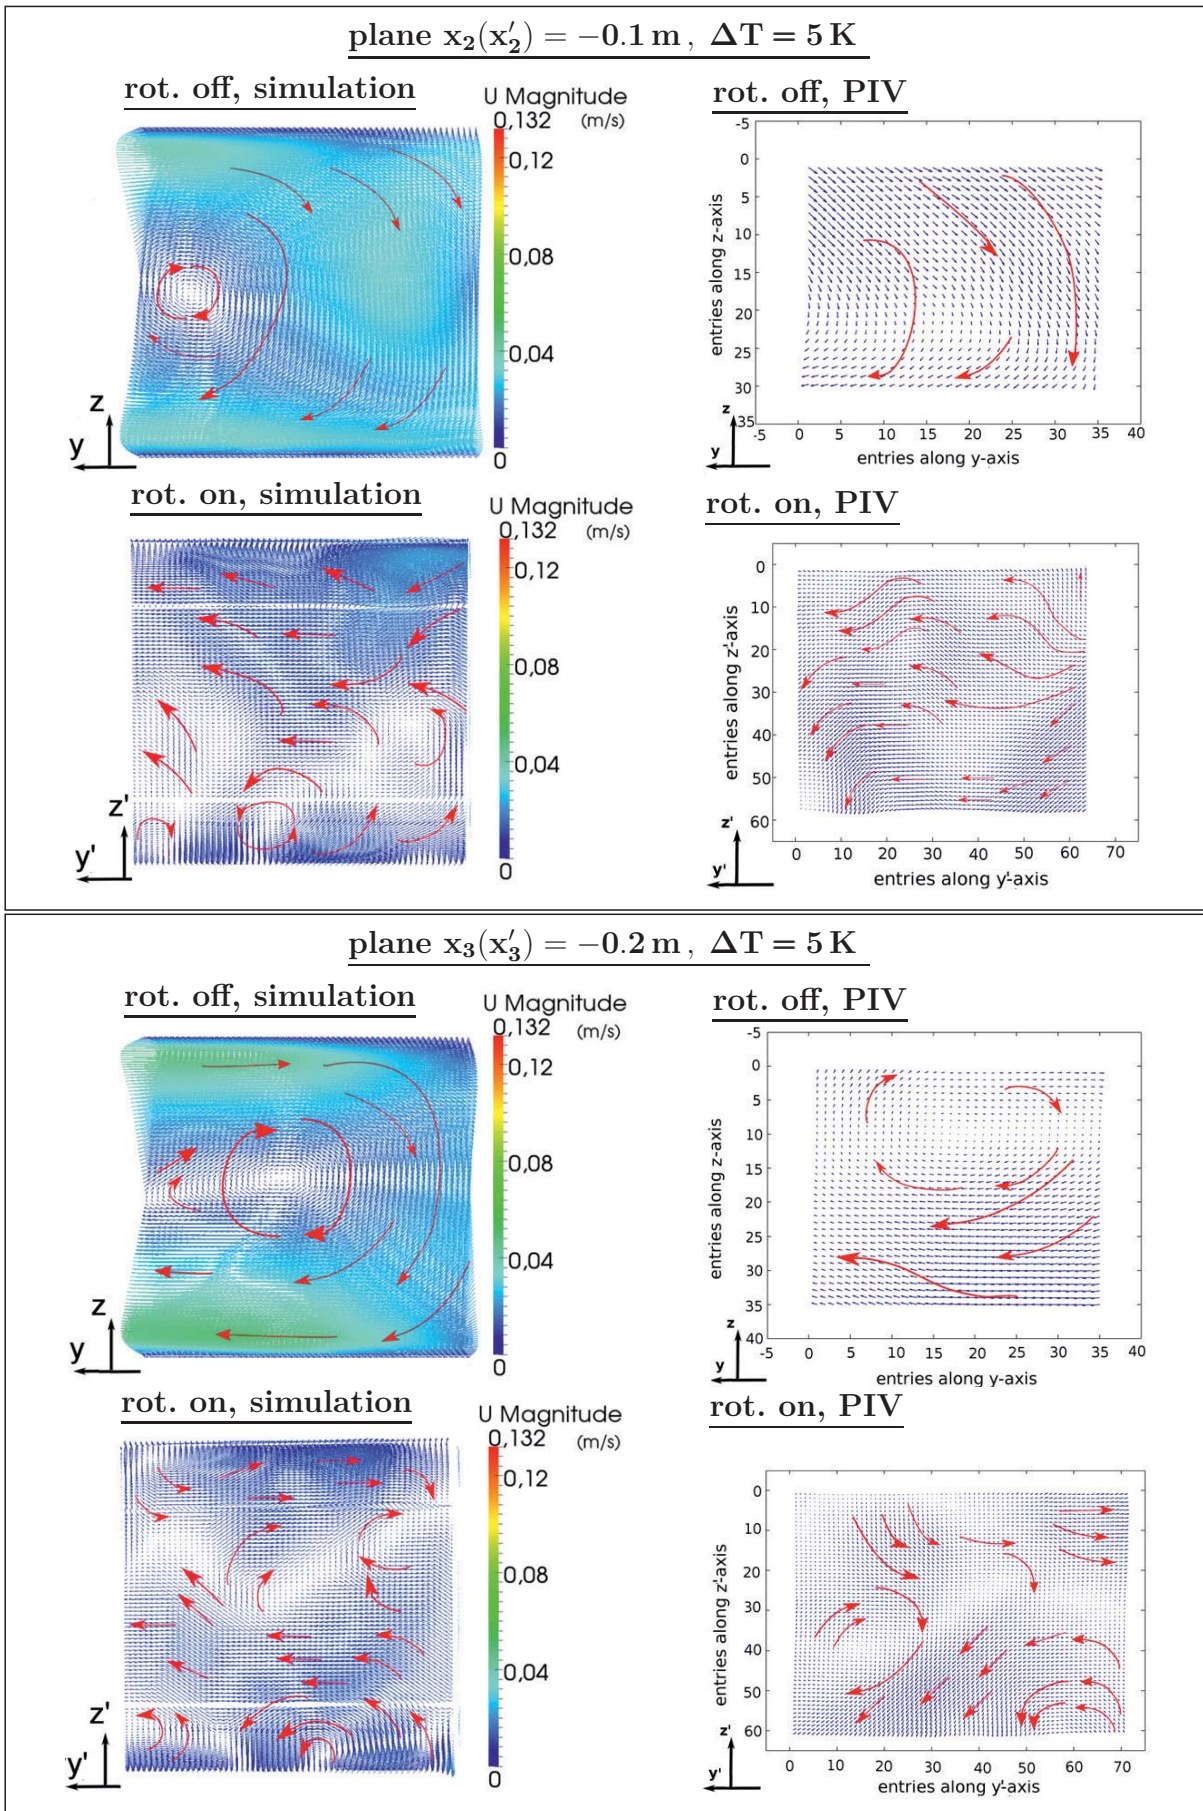 plane x₂(x′₂) = −0.1 m , ΔT = 5 K
rot. off, simulation
U Magnitude
0,132 (m/s)
0,12
0,08
0,04
0
z
y
rot. off, PIV
-5
0
5
10
15
20
25
30
35
-5 0 5 10 15 20 25 30 35 40
entries along z-axis
entries along y-axis
z
y
rot. on, simulation
U Magnitude
0,132 (m/s)
0,12
0,08
0,04
0
z'
y'
rot. on, PIV
0
10
20
30
40
50
60
0 10 20 30 40 50 60 70
entries along z'-axis
entries along y'-axis
z'
y'
plane x₃(x′₃) = −0.2 m , ΔT = 5 K
rot. off, simulation
U Magnitude
0,132 (m/s)
0,12
0,08
0,04
0
z
y
rot. off, PIV
-5
0
5
10
15
20
25
30
35
40
-5 0 5 10 15 20 25 30 35 40
entries along z-axis
entries along y-axis
z
y
rot. on, simulation
U Magnitude
0,132 (m/s)
0,12
0,08
0,04
0
z'
y'
rot. on, PIV
0
10
20
30
40
50
60
0 10 20 30 40 50 60 70
entries along z'-axis
entries along y'-axis
z'
y'